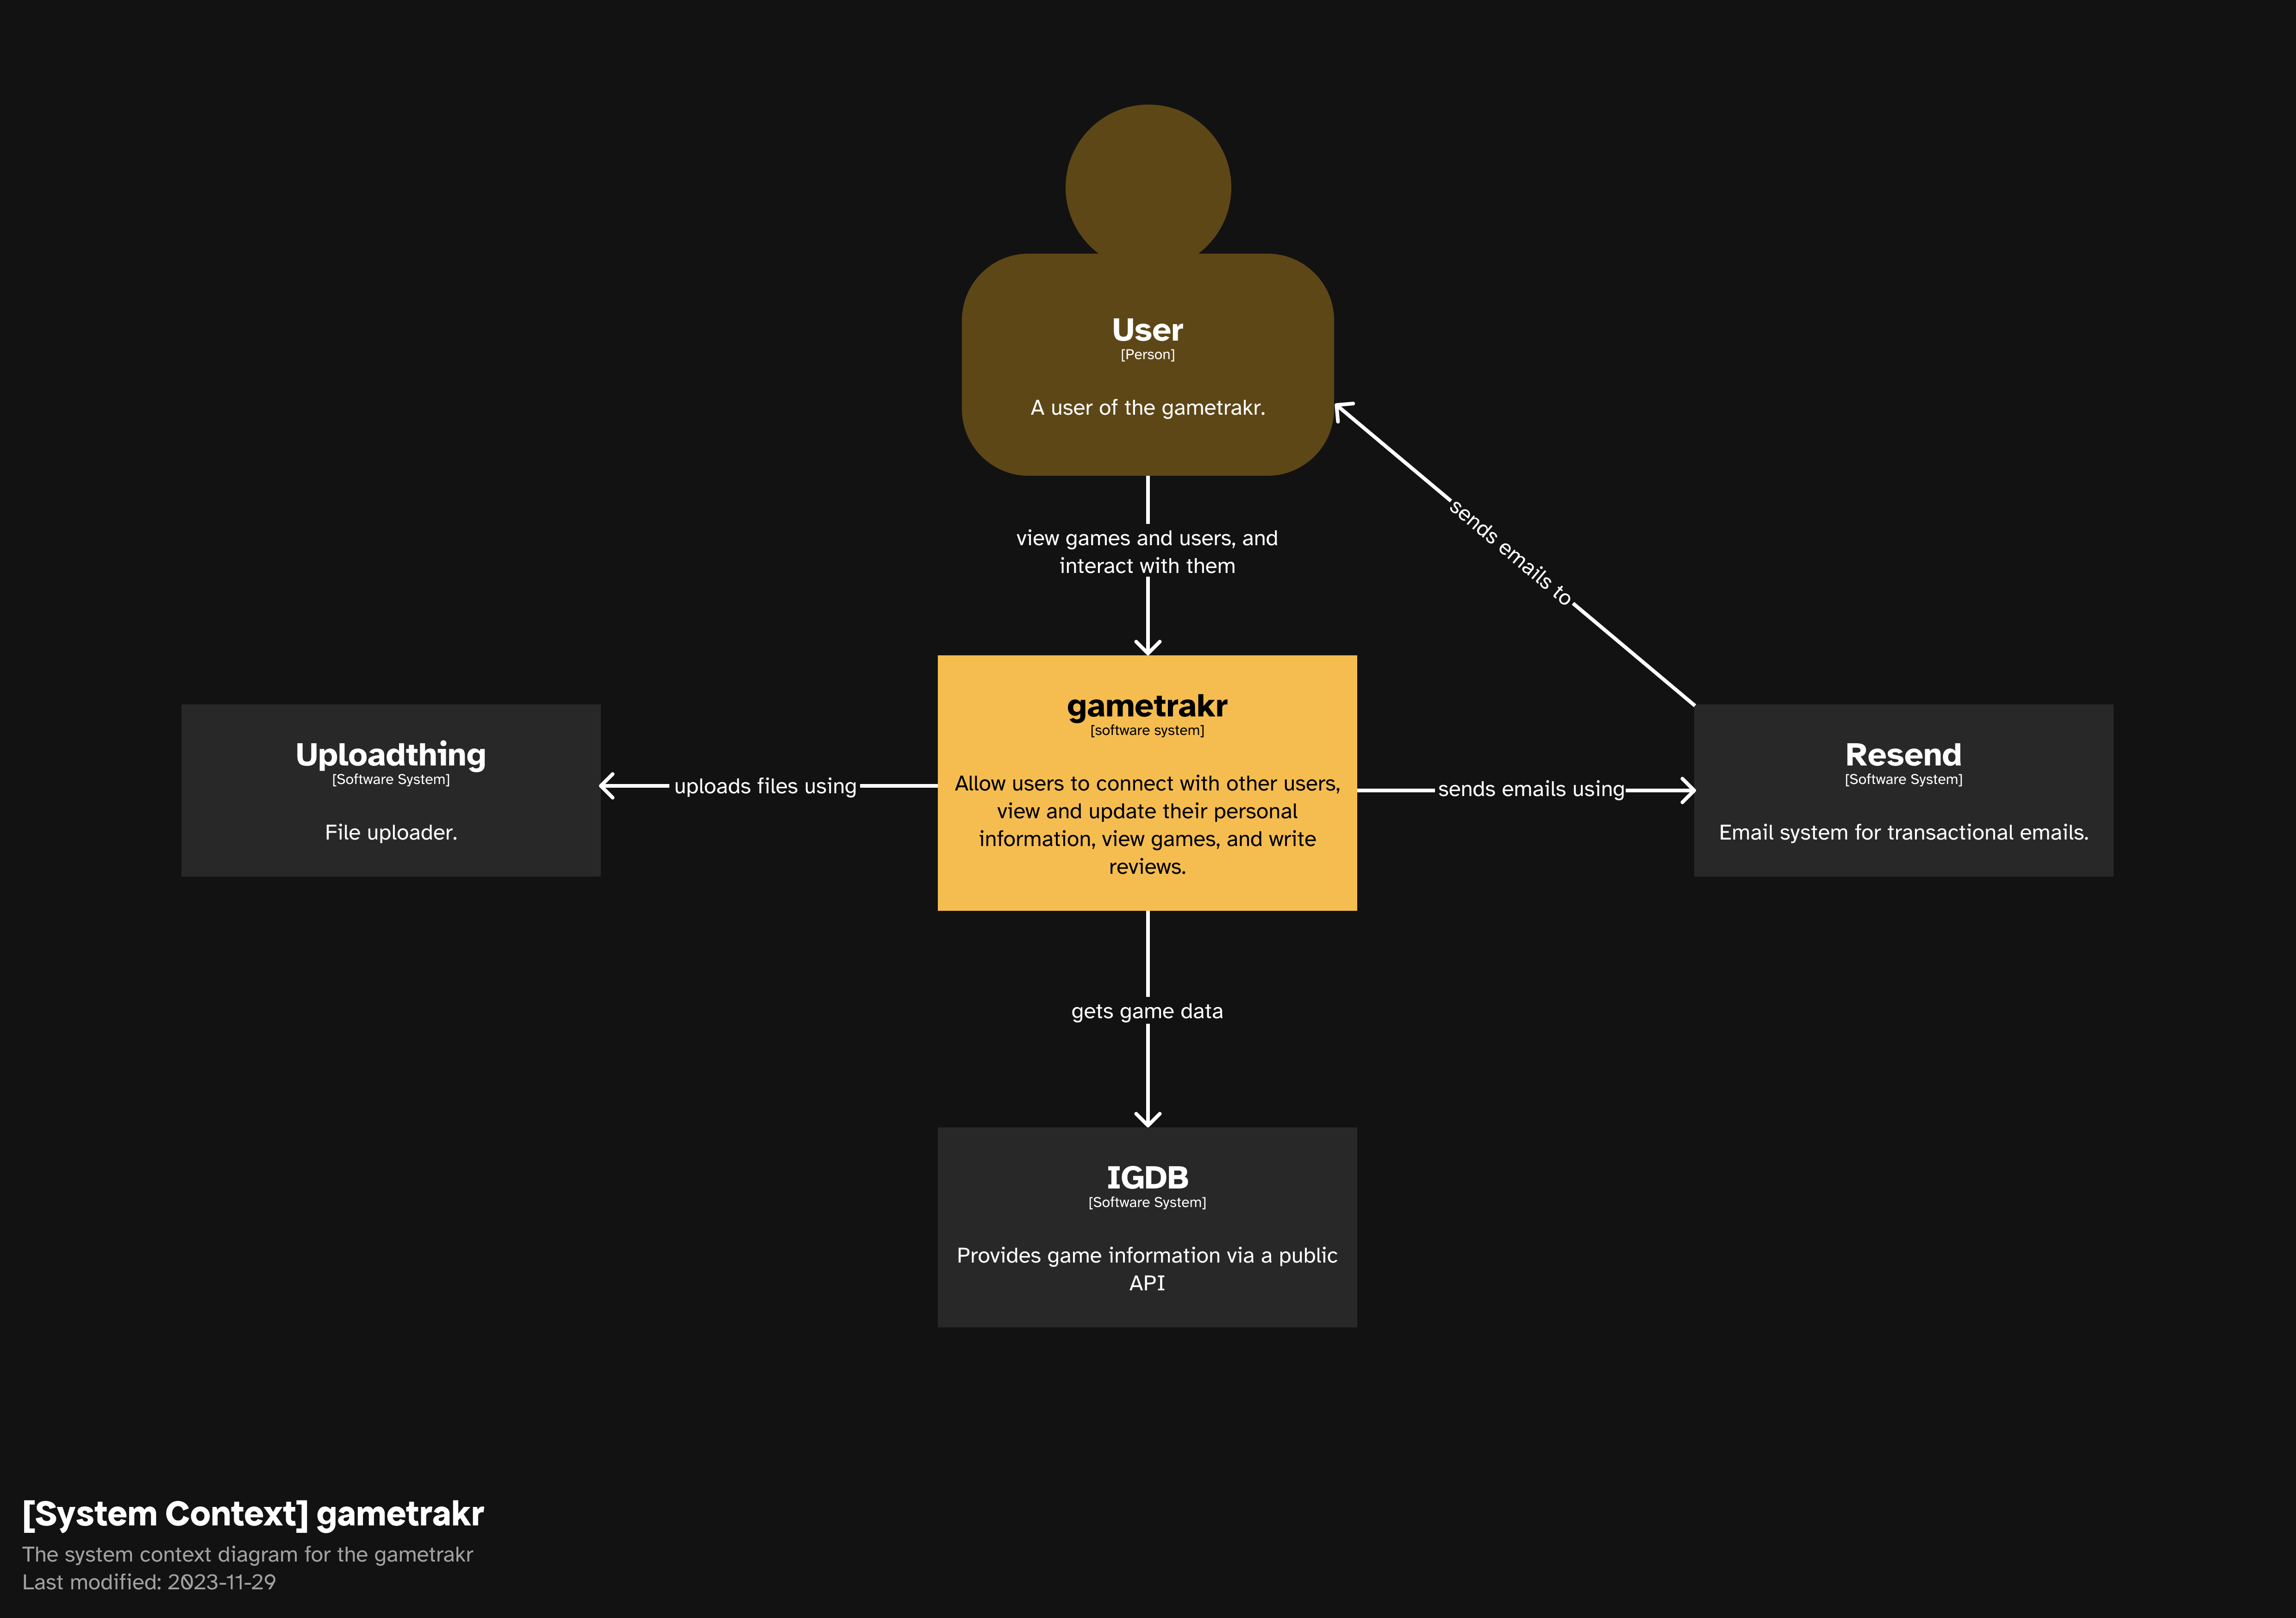 User
[Person]
A user of the gametrakr.
view games and users, and
interact with them
sends emails to
gametrakr
[software system]
Allow users to connect with other users,
view and update their personal
information, view games, and write
reviews.
Uploadthing
[Software System]
File uploader.
uploads files using
sends emails using
Resend
[Software System]
Email system for transactional emails.
gets game data
IGDB
[Software System]
Provides game information via a public
API
[System Context] gametrakr
The system context diagram for the gametrakr
Last modified: 2023-11-29